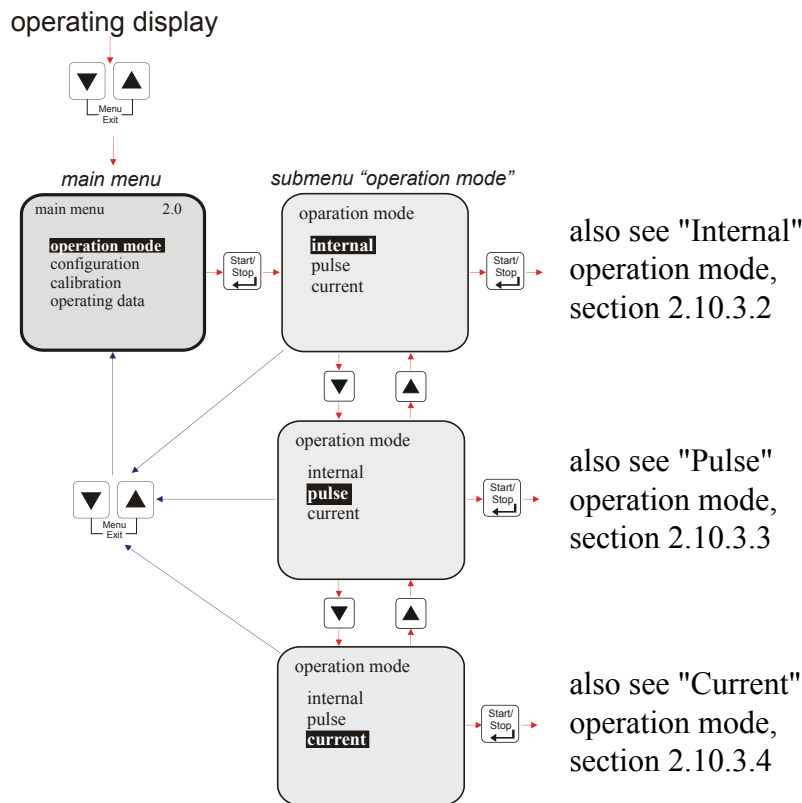 operating display
Menu
Exit
main menu
submenu “operation mode”
main menu 2.0
operation mode
configuration
calibration
operating data
Start/
Stop
oparation mode
internal
pulse
current
Start/
Stop
also see "Internal"
operation mode,
section 2.10.3.2
operation mode
internal
pulse
current
Start/
Stop
also see "Pulse"
operation mode,
section 2.10.3.3
Menu
Exit
operation mode
internal
pulse
current
Start/
Stop
also see "Current"
operation mode,
section 2.10.3.4